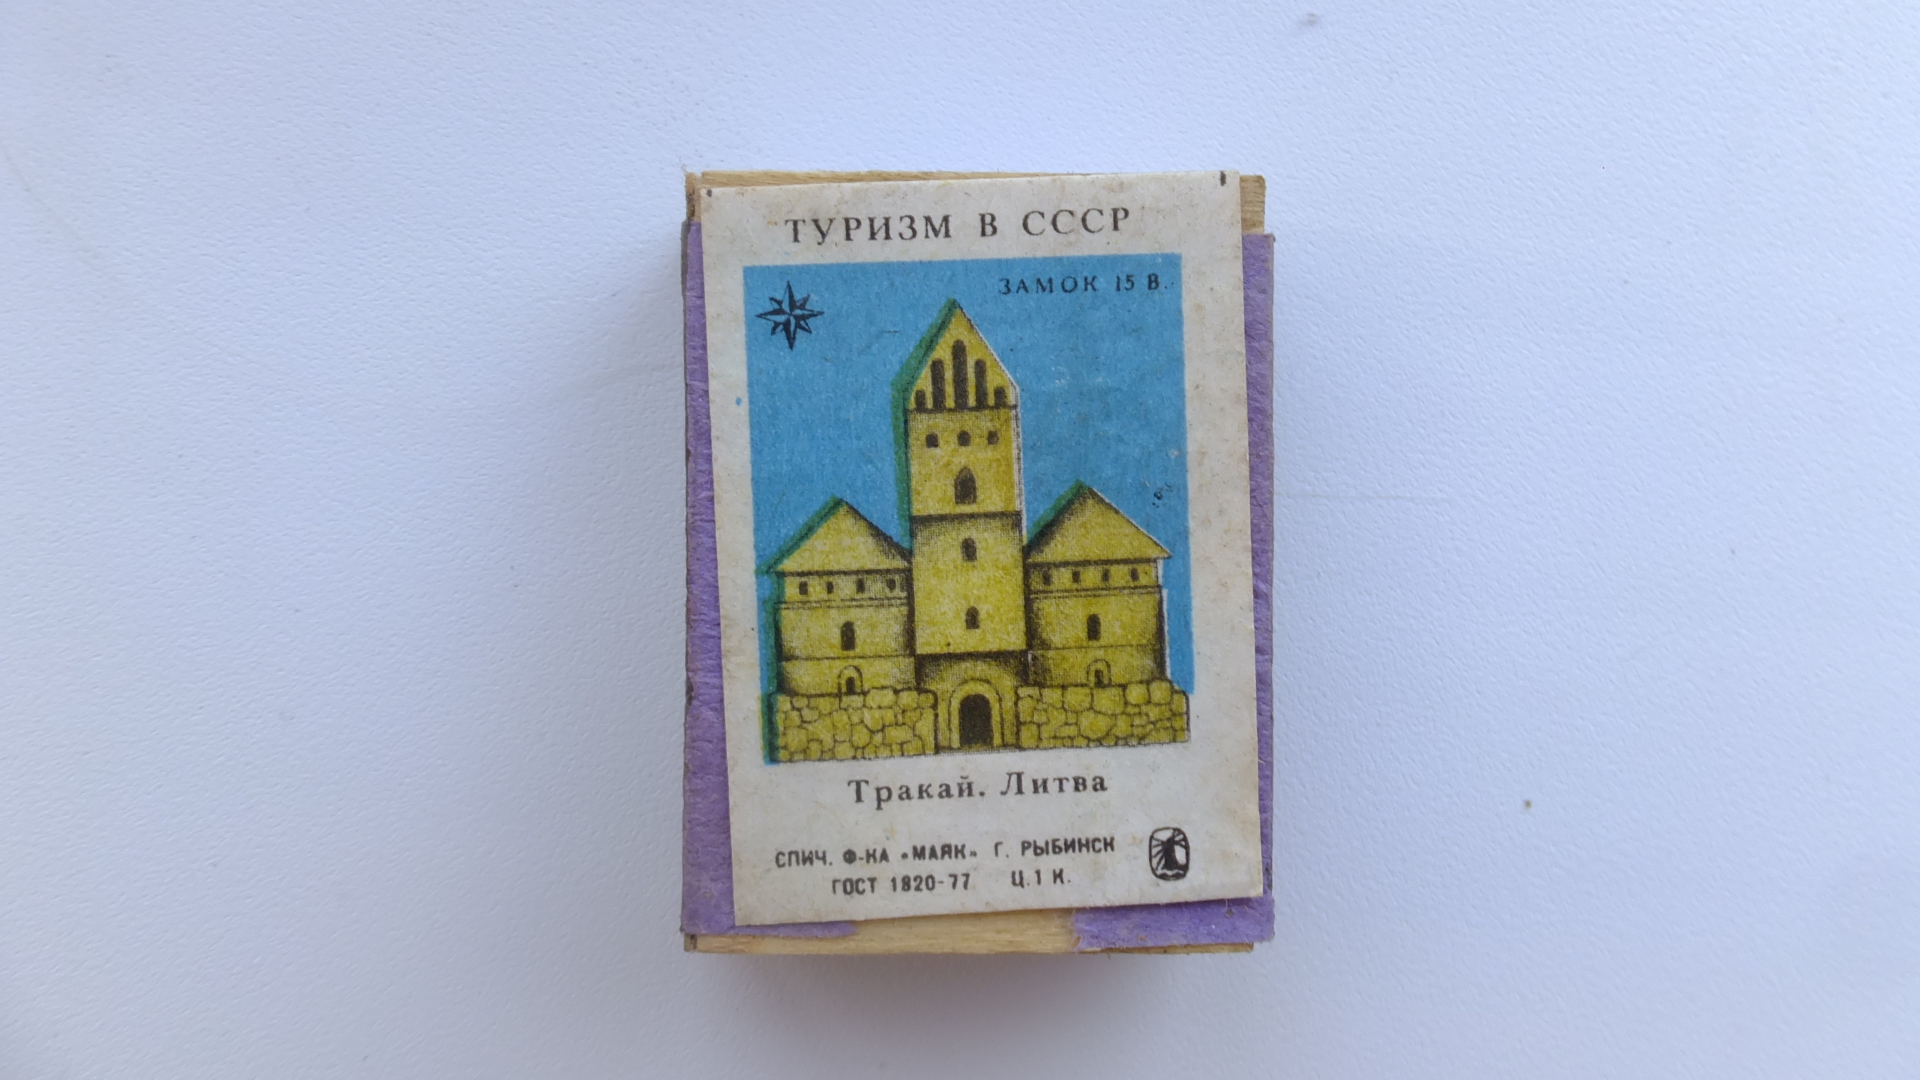 ТУРИЗМ В СССР
ЗАМОК 15 В.
Тракай. Литва
СПИЧ. Ф-КА «МАЯК» Г. РЫБИНСК
ГОСТ 1820-77 Ц.1 К.